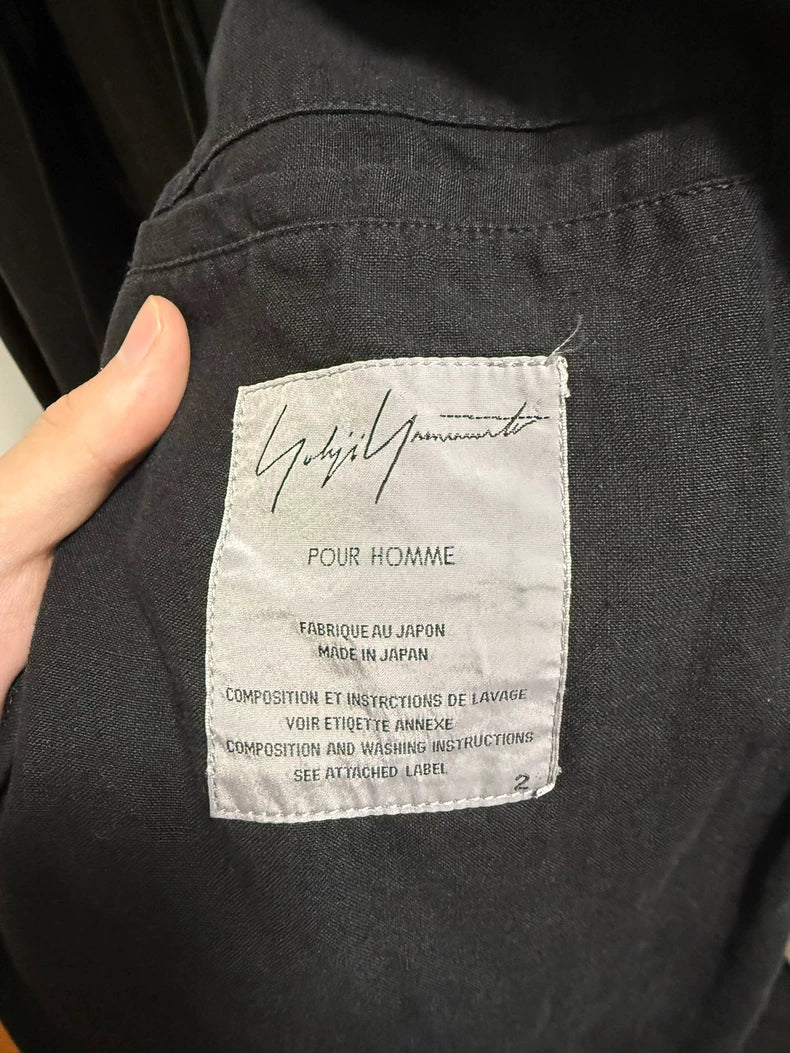 Yohji Yamamoto
POUR HOMME
FABRIQUE AU JAPON
MADE IN JAPAN
COMPOSITION ET INSTRCTIONS DE LAVAGE
VOIR ETIQETTE ANNEXE
COMPOSITION AND WASHING INSTRUCTIONS
SEE ATTACHED LABEL
2